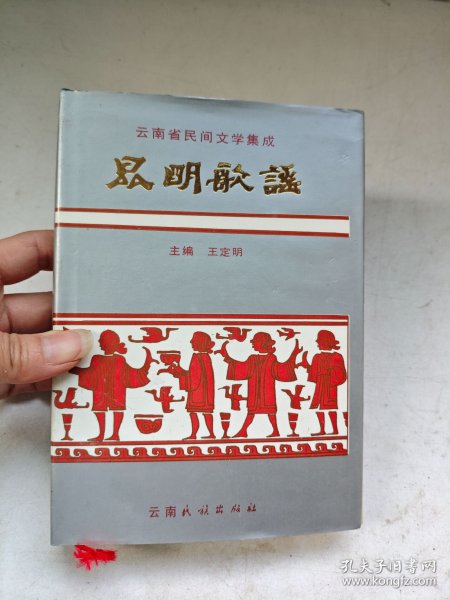 云南省民间文学集成
昆明歌謡
主编 王定明
云南民族出版社
孔夫子旧书网
www.kongfz.com